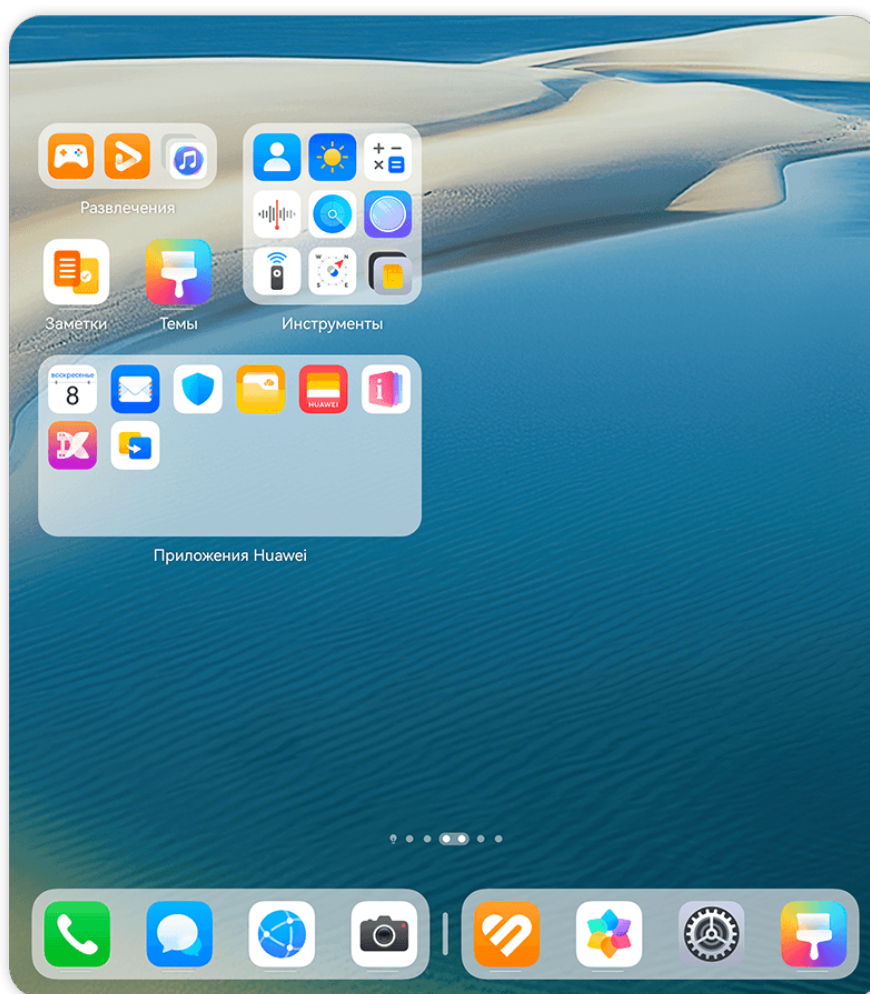 Развлечения
Заметки
Темы
W N
S E
Инструменты
воскресенье
8
HUAWEI
i
Приложения Huawei